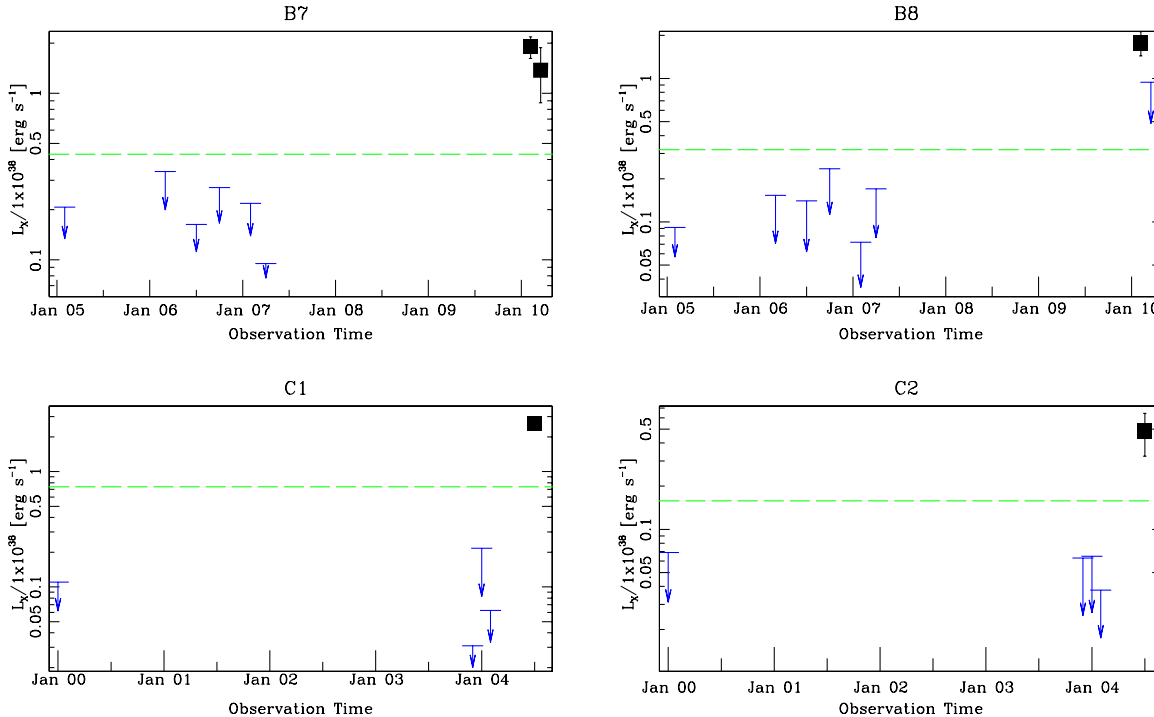 B7
L_X/1x10^38 [erg s^-1]
1
0.5
0.1
Jan 05 Jan 06 Jan 07 Jan 08 Jan 09 Jan 10
Observation Time
B8
L_X/1x10^38 [erg s^-1]
1
0.5
0.1
0.05
Jan 05 Jan 06 Jan 07 Jan 08 Jan 09 Jan 10
Observation Time
C1
L_X/1x10^38 [erg s^-1]
1
0.5
0.1
0.05
Jan 00 Jan 01 Jan 02 Jan 03 Jan 04
Observation Time
C2
L_X/1x10^38 [erg s^-1]
0.5
0.1
0.05
Jan 00 Jan 01 Jan 02 Jan 03 Jan 04
Observation Time